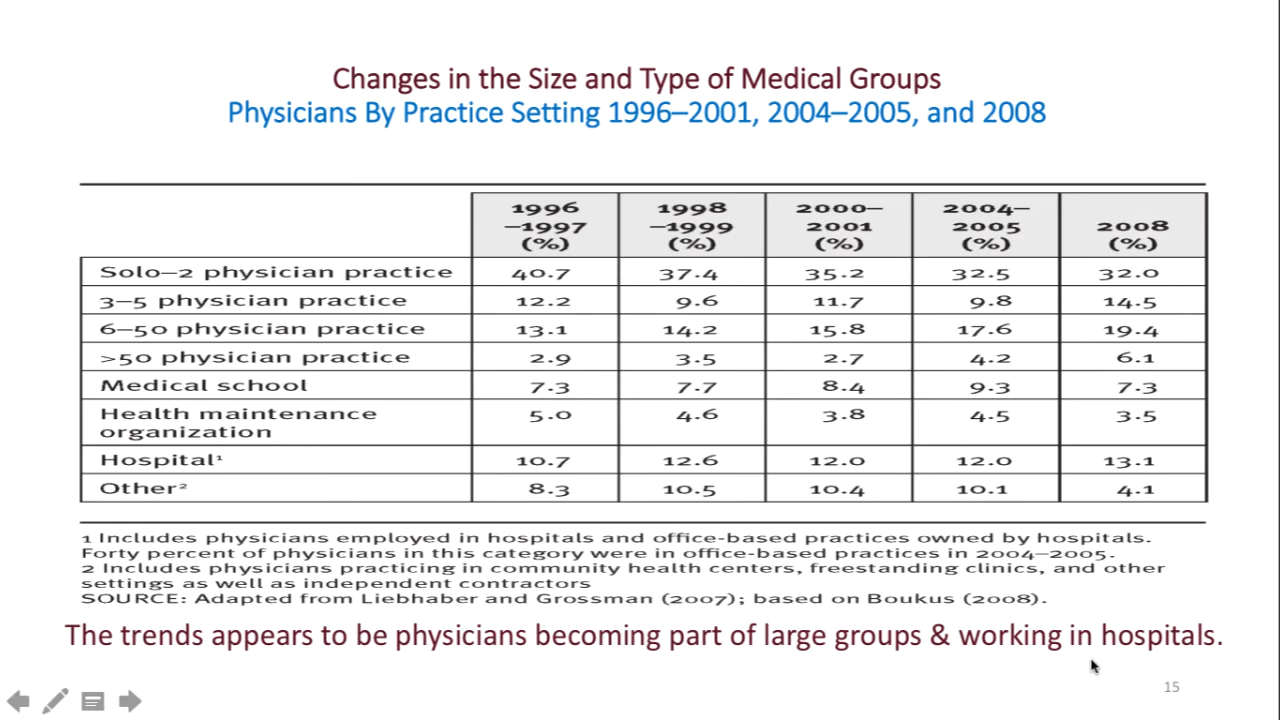 Changes in the Size and Type of Medical Groups
Physicians By Practice Setting 1996–2001, 2004–2005, and 2008
1996 –1997 (%) 1998 –1999 (%) 2000– 2001 (%) 2004– 2005 (%) 2008 (%)
Solo–2 physician practice 40.7 37.4 35.2 32.5 32.0
3–5 physician practice 12.2 9.6 11.7 9.8 14.5
6–50 physician practice 13.1 14.2 15.8 17.6 19.4
>50 physician practice 2.9 3.5 2.7 4.2 6.1
Medical school 7.3 7.7 8.4 9.3 7.3
Health maintenance organization 5.0 4.6 3.8 4.5 3.5
Hospital¹ 10.7 12.6 12.0 12.0 13.1
Other² 8.3 10.5 10.4 10.1 4.1
1 Includes physicians employed in hospitals and office-based practices owned by hospitals.
Forty percent of physicians in this category were in office-based practices in 2004–2005.
2 Includes physicians practicing in community health centers, freestanding clinics, and other
settings as well as independent contractors
SOURCE: Adapted from Liebhaber and Grossman (2007); based on Boukus (2008).
The trends appears to be physicians becoming part of large groups & working in hospitals.
15